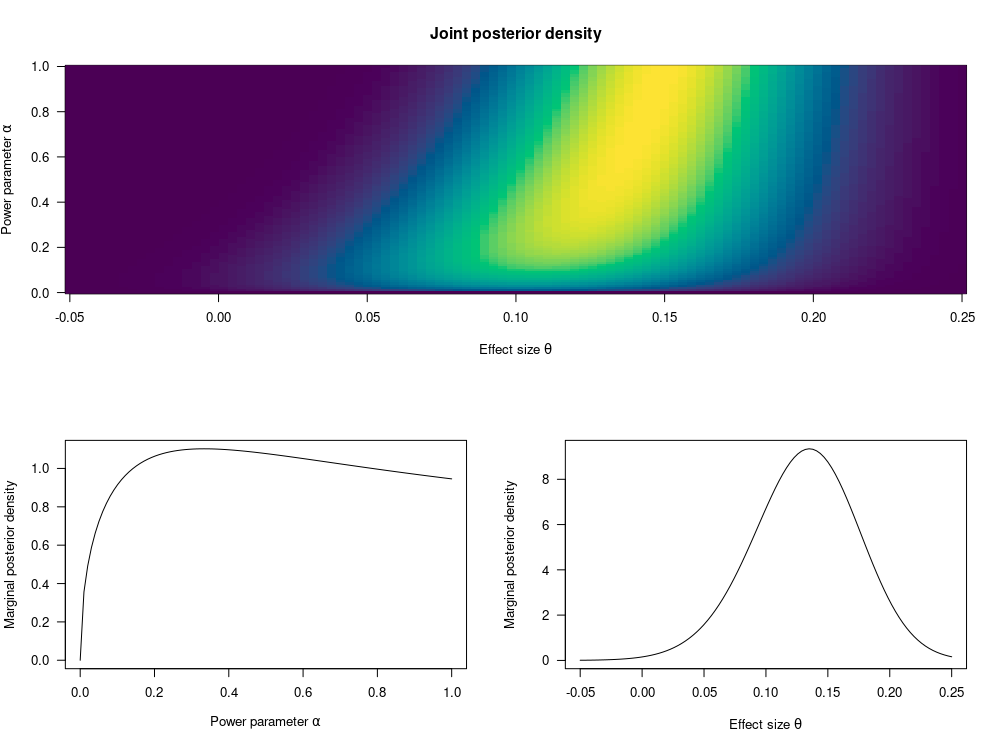 Joint posterior density
1.0
0.8
0.6
0.4
0.2
0.0
Power parameter α
-0.05 0.00 0.05 0.10 0.15 0.20 0.25
Effect size θ
1.0
0.8
0.6
0.4
0.2
0.0
Marginal posterior density
0.0 0.2 0.4 0.6 0.8 1.0
Power parameter α
8
6
4
2
0
Marginal posterior density
-0.05 0.00 0.05 0.10 0.15 0.20 0.25
Effect size θ